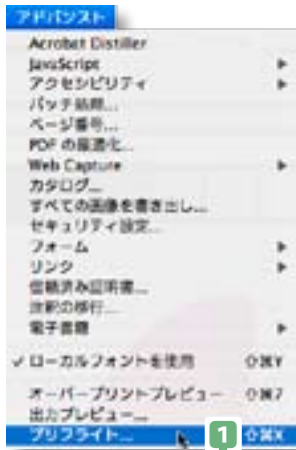 アドバンスト
Acrobat Distiller
JavaScript
アクセシビリティ
バッチ処理...
ページ番号...
PDF の最適化...
Web Capture
カタログ...
すべての画像を書き出し...
セキュリティ設定...
フォーム
リンク
信頼済み証明書...
注釈の移行...
電子書籍
✓ローカルフォントを使用 ⇧⌘Y
オーバープリントプレビュー ⇧⌘7
出力プレビュー...
プリフライト... 1 ⇧⌘X